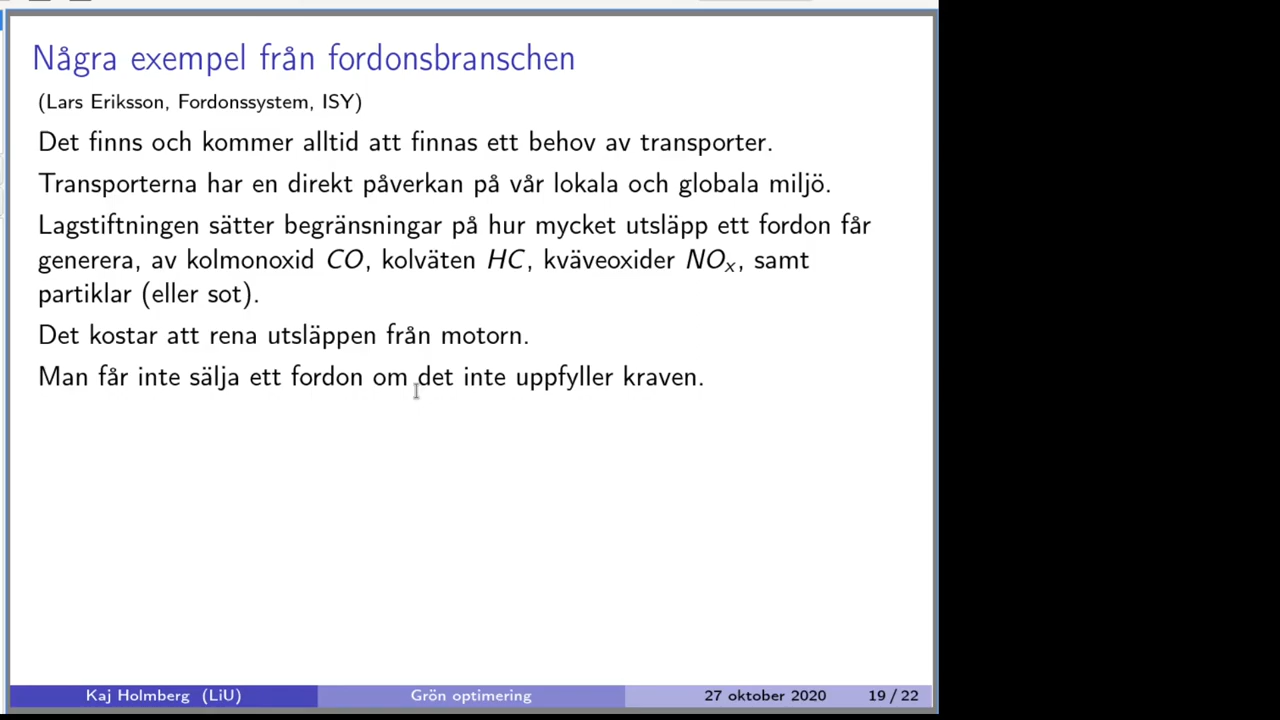 Några exempel från fordonsbranschen
(Lars Eriksson, Fordonssystem, ISY)
Det finns och kommer alltid att finnas ett behov av transporter.
Transporterna har en direkt påverkan på vår lokala och globala miljö.
Lagstiftningen sätter begränsningar på hur mycket utsläpp ett fordon får
generera, av kolmonoxid CO, kolväten HC, kväveoxider NOₓ, samt
partiklar (eller sot).
Det kostar att rena utsläppen från motorn.
Man får inte sälja ett fordon om det inte uppfyller kraven.
Kaj Holmberg (LiU) Grön optimering 27 oktober 2020 19 / 22